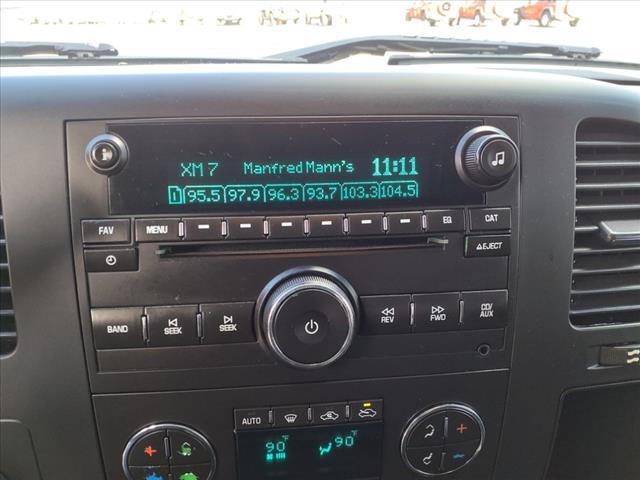 XM 7 Manfred Mann's 11:11
1 95.5 97.9 96.3 93.7 103.3 104.5
FAV MENU EQ CAT
EJECT
BAND SEEK SEEK REV FWD CD/AUX
AUTO
90°F 90°F